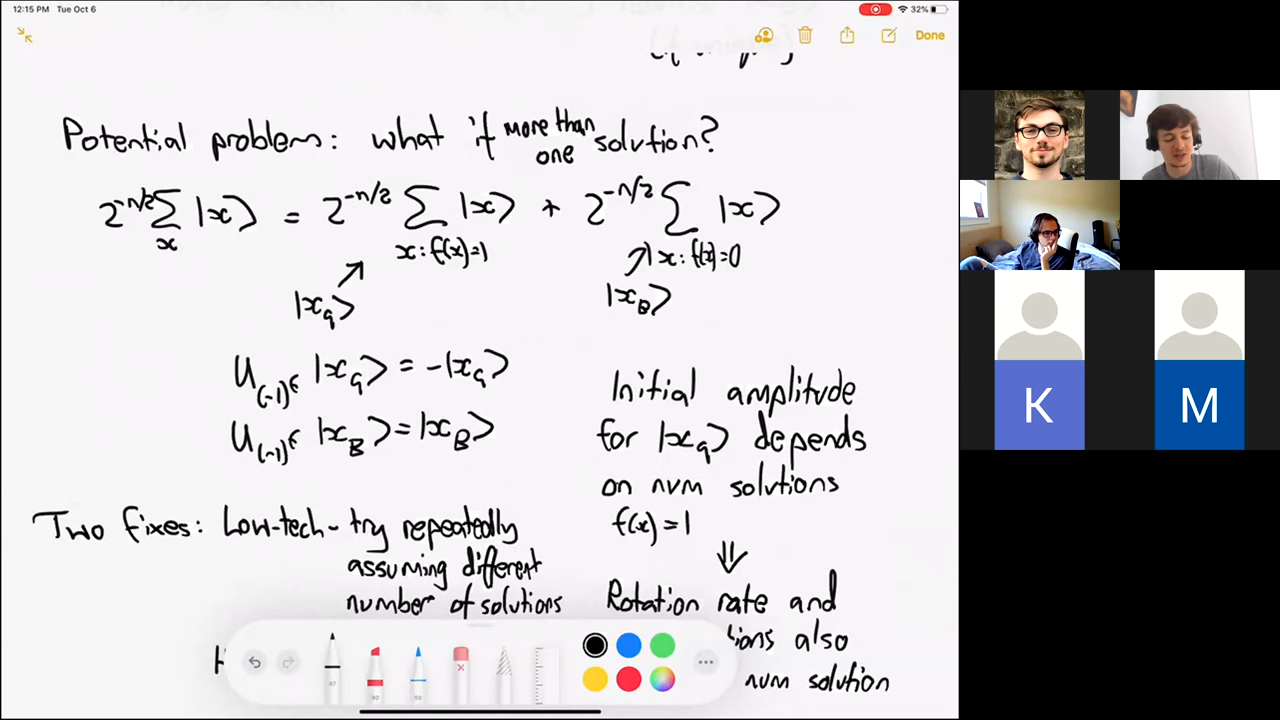 12:15 PM Tue Oct 6
32%
Done
Potential problem: what if more than one solution?
2^{-n/2} Σ_x |x⟩ = 2^{-n/2} Σ_{x:f(x)=1} |x⟩ + 2^{-n/2} Σ_{x:f(x)=0} |x⟩
|x_G⟩ |x_B⟩
U_{(-1)^f} |x_G⟩ = -|x_G⟩
U_{(-1)^f} |x_B⟩ = |x_B⟩
Initial amplitude
for |x_G⟩ depends
on num solutions
f(x)=1
⇓
Rotation rate and
also
num solution
Two fixes: Low-tech - try repeatedly
assuming different
number of solutions
K
M